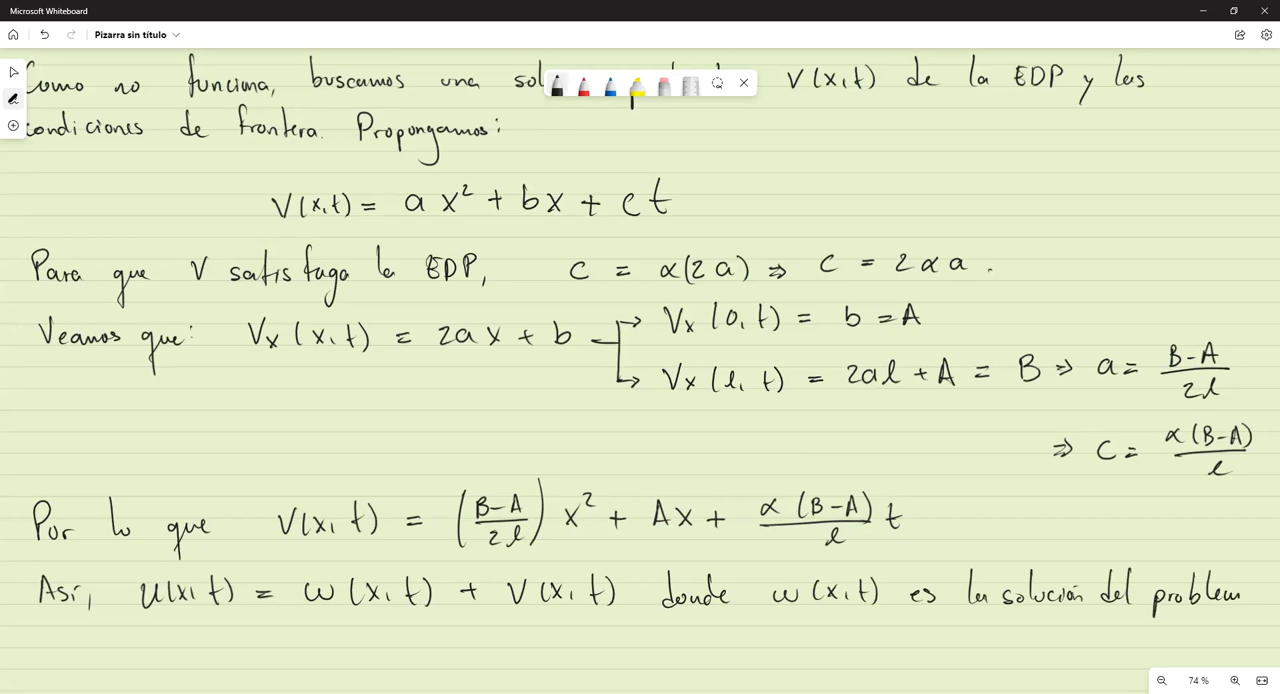 Microsoft Whiteboard
Pizarra sin título
Como no funcima, buscamos una sol V(x,t) de la EDP y las
condiciones de frontera. Propongamos:
V(x,t) = ax² + bx + ct
Para que V satisfaga la EDP, c = α(2a) ⇒ c = 2αa.
Veamos que: Vx(x,t) = 2ax + b → Vx(0,t) = b = A
→ Vx(l,t) = 2al + A = B ⇒ a = (B-A)/2l
⇒ c = α(B-A)/l
Por lo que V(x,t) = ((B-A)/2l) x² + Ax + α(B-A)/l t
Así, u(x,t) = w(x,t) + V(x,t) donde w(x,t) es la solución del problem
74 %